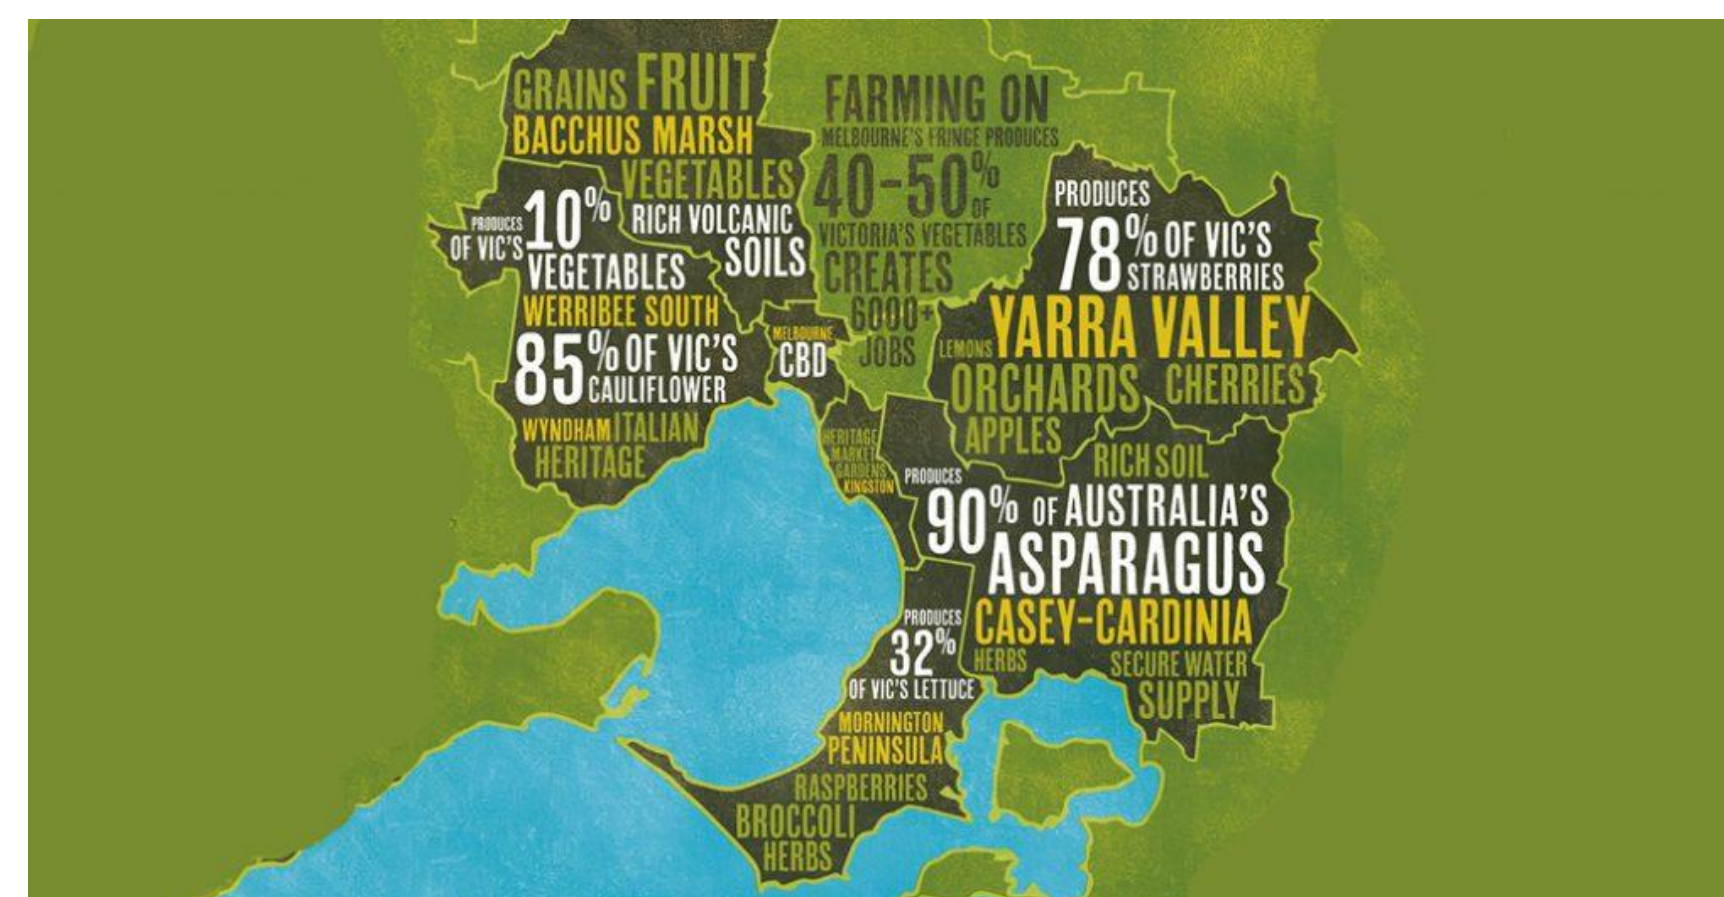 GRAINS FRUIT
BACCHUS MARSH
VEGETABLES
RICH VOLCANIC
SOILS
PRODUCES 10%
OF VIC'S
VEGETABLES
WERRIBEE SOUTH
85% OF VIC'S
CAULIFLOWER
WYNDHAM ITALIAN
HERITAGE
FARMING ON
MELBOURNE'S FRINGE PRODUCES
40-50%
OF
VICTORIA'S VEGETABLES
CREATES
6000+
JOBS
MELBOURNE
CBD
PRODUCES
78% OF VIC'S
STRAWBERRIES
LEMONS YARRA VALLEY
ORCHARDS CHERRIES
APPLES
HERITAGE
MARKET
GARDENS
KINGSTON
RICH SOIL
PRODUCES
90% OF AUSTRALIA'S
ASPARAGUS
CASEY-CARDINIA
HERBS
SECURE WATER
SUPPLY
PRODUCES
32%
OF VIC'S LETTUCE
MORNINGTON
PENINSULA
RASPBERRIES
BROCCOLI
HERBS